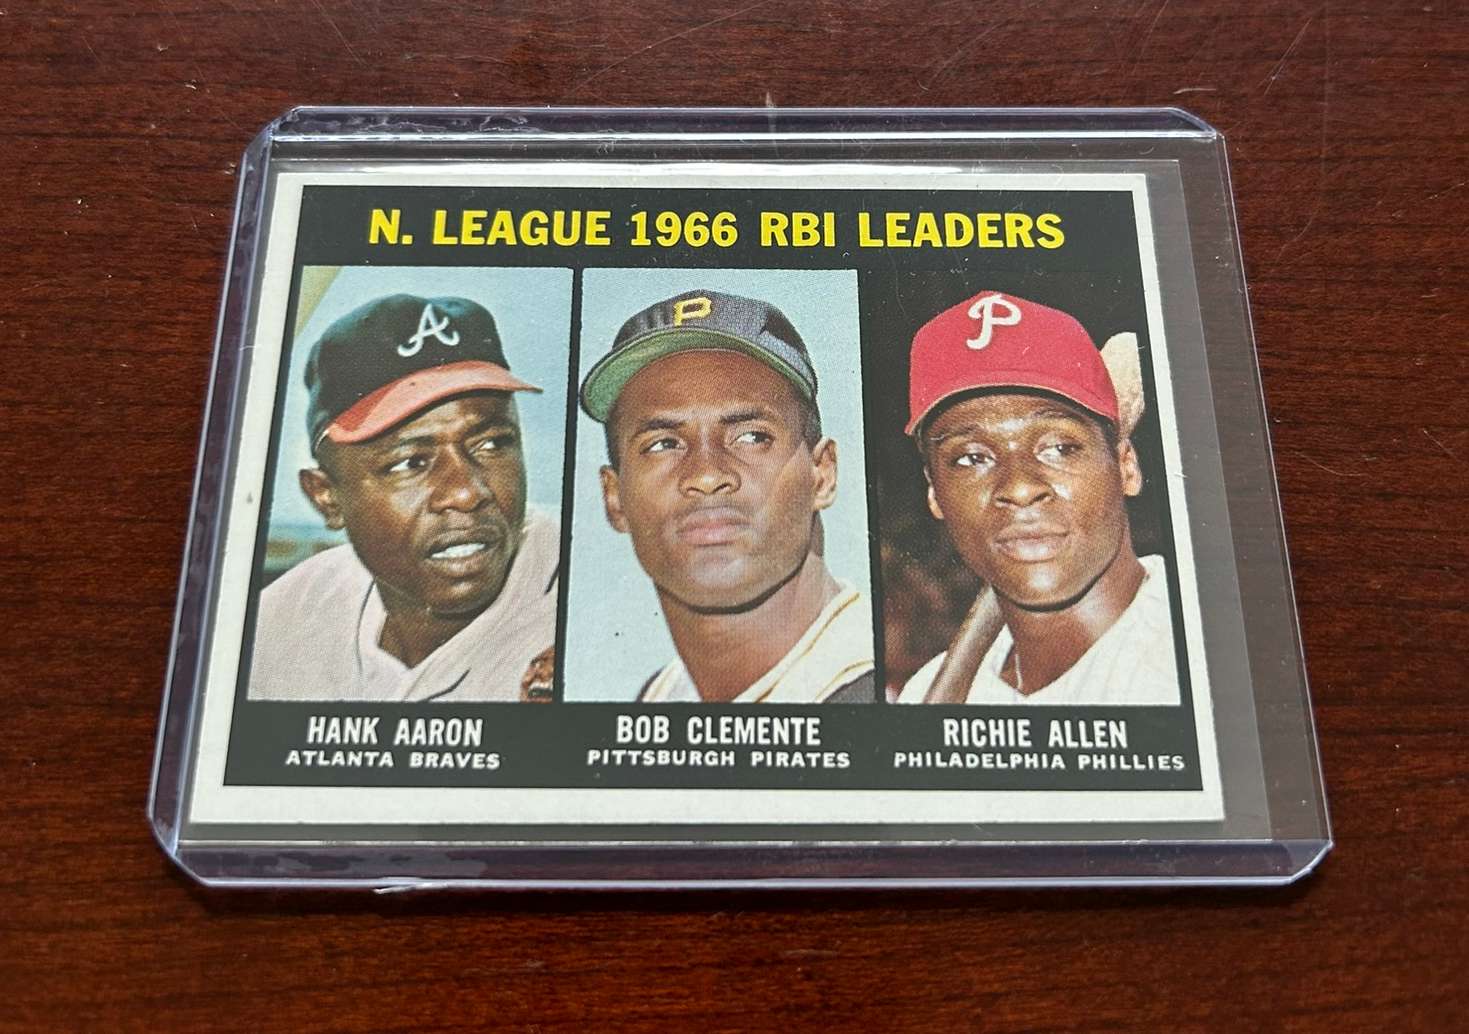 N. LEAGUE 1966 RBI LEADERS
A
P
P
HANK AARON
ATLANTA BRAVES
BOB CLEMENTE
PITTSBURGH PIRATES
RICHIE ALLEN
PHILADELPHIA PHILLIES